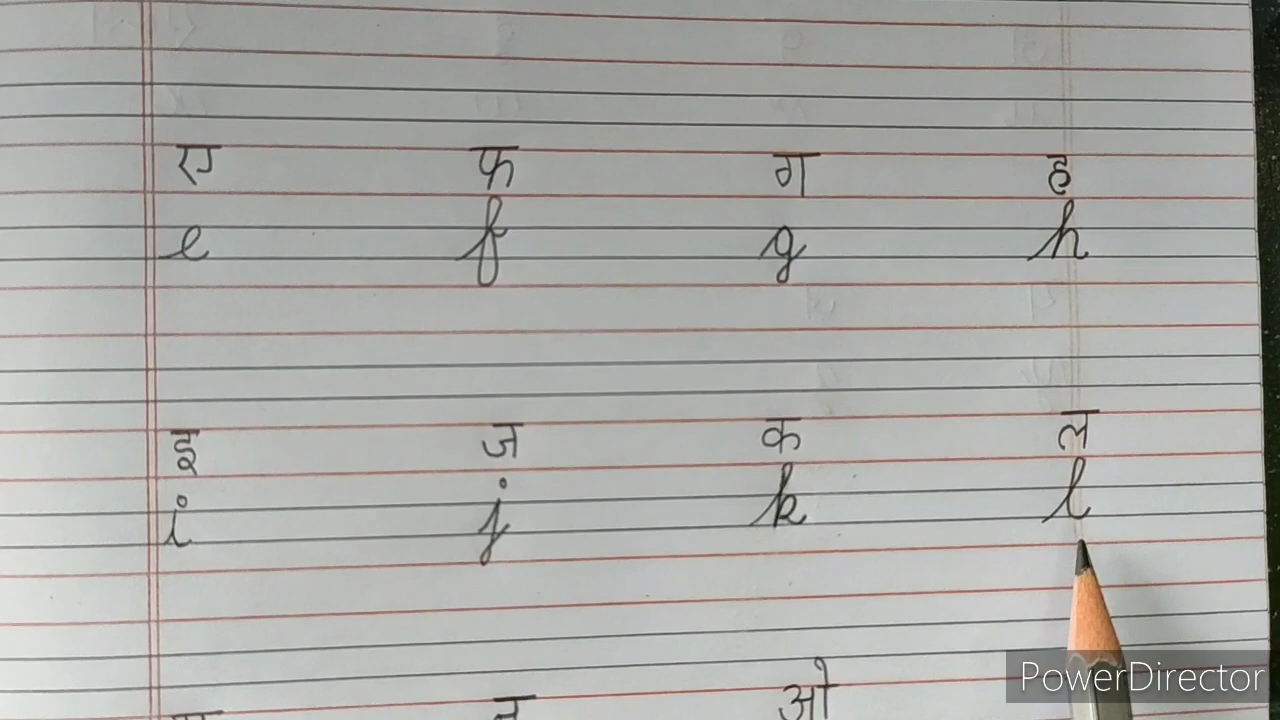 ए फ ग ह
e f g h
इ ज क ल
i j k l
ओ
PowerDirector